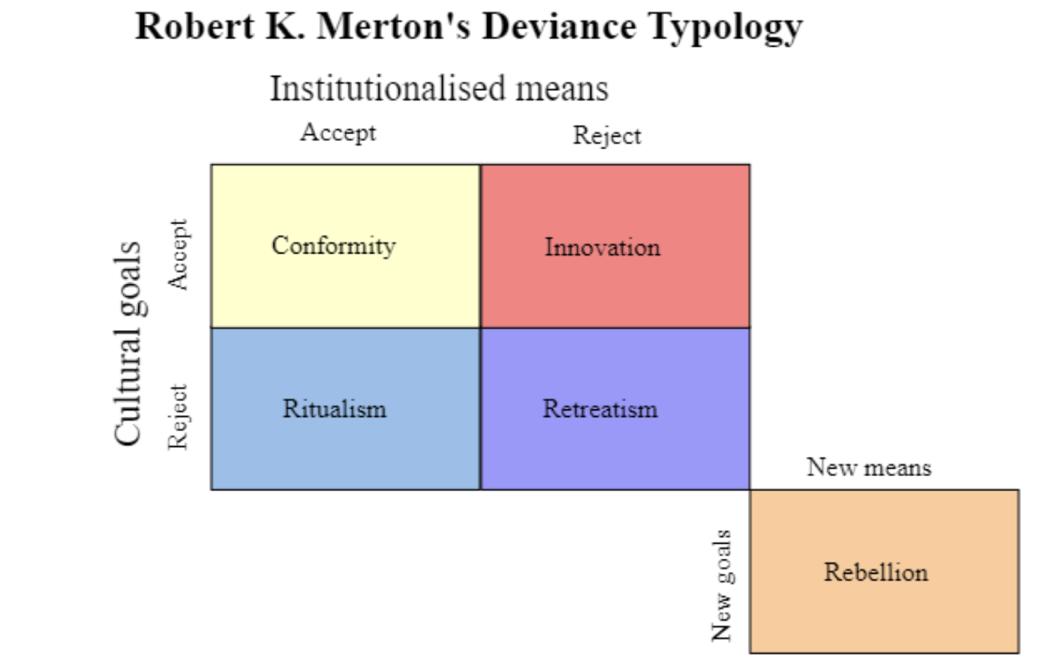 Robert K. Merton's Deviance Typology
Institutionalised means
Accept
Reject
Cultural goals
Accept
Conformity
Innovation
Reject
Ritualism
Retreatism
New means
New goals
Rebellion